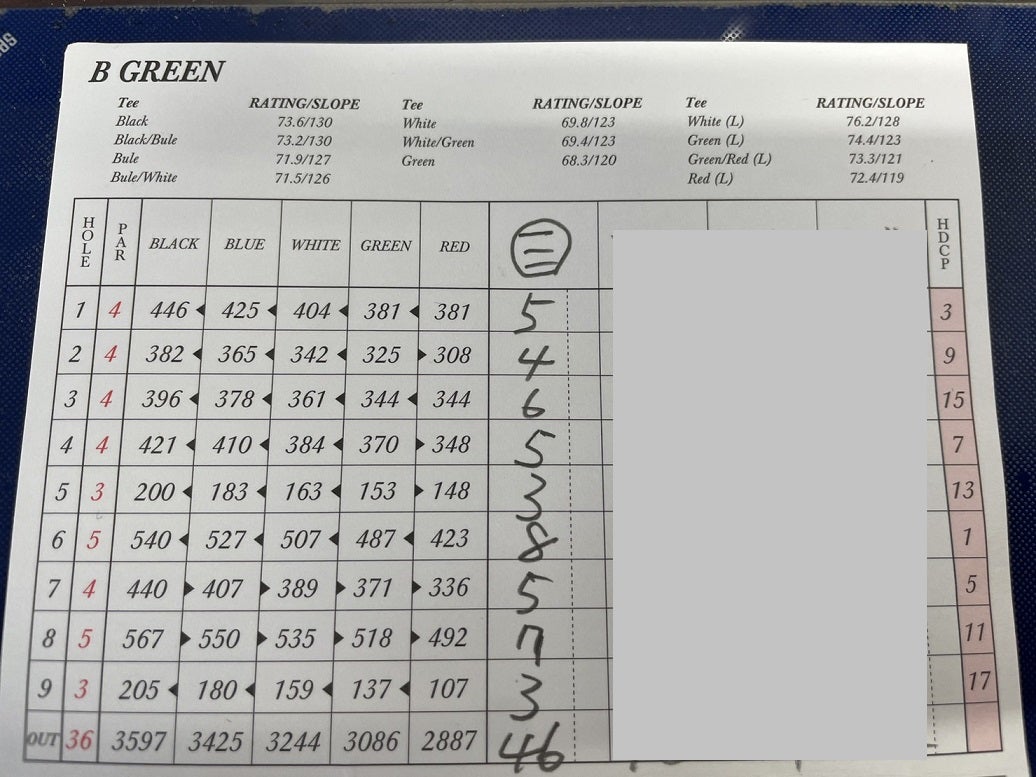 B GREEN
Tee RATING/SLOPE Tee RATING/SLOPE Tee RATING/SLOPE
Black 73.6/130 White 69.8/123 White (L) 76.2/128
Black/Bule 73.2/130 White/Green 69.4/123 Green (L) 74.4/123
Bule 71.9/127 Green 68.3/120 Green/Red (L) 73.3/121
Bule/White 71.5/126 Red (L) 72.4/119
HOLE PAR BLACK BLUE WHITE GREEN RED 三 HDCP
1 4 446 425 404 381 381 5 3
2 4 382 365 342 325 308 4 9
3 4 396 378 361 344 344 6 15
4 4 421 410 384 370 348 5 7
5 3 200 183 163 153 148 3 13
6 5 540 527 507 487 423 8 1
7 4 440 407 389 371 336 5 5
8 5 567 550 535 518 492 7 11
9 3 205 180 159 137 107 3 17
OUT 36 3597 3425 3244 3086 2887 46